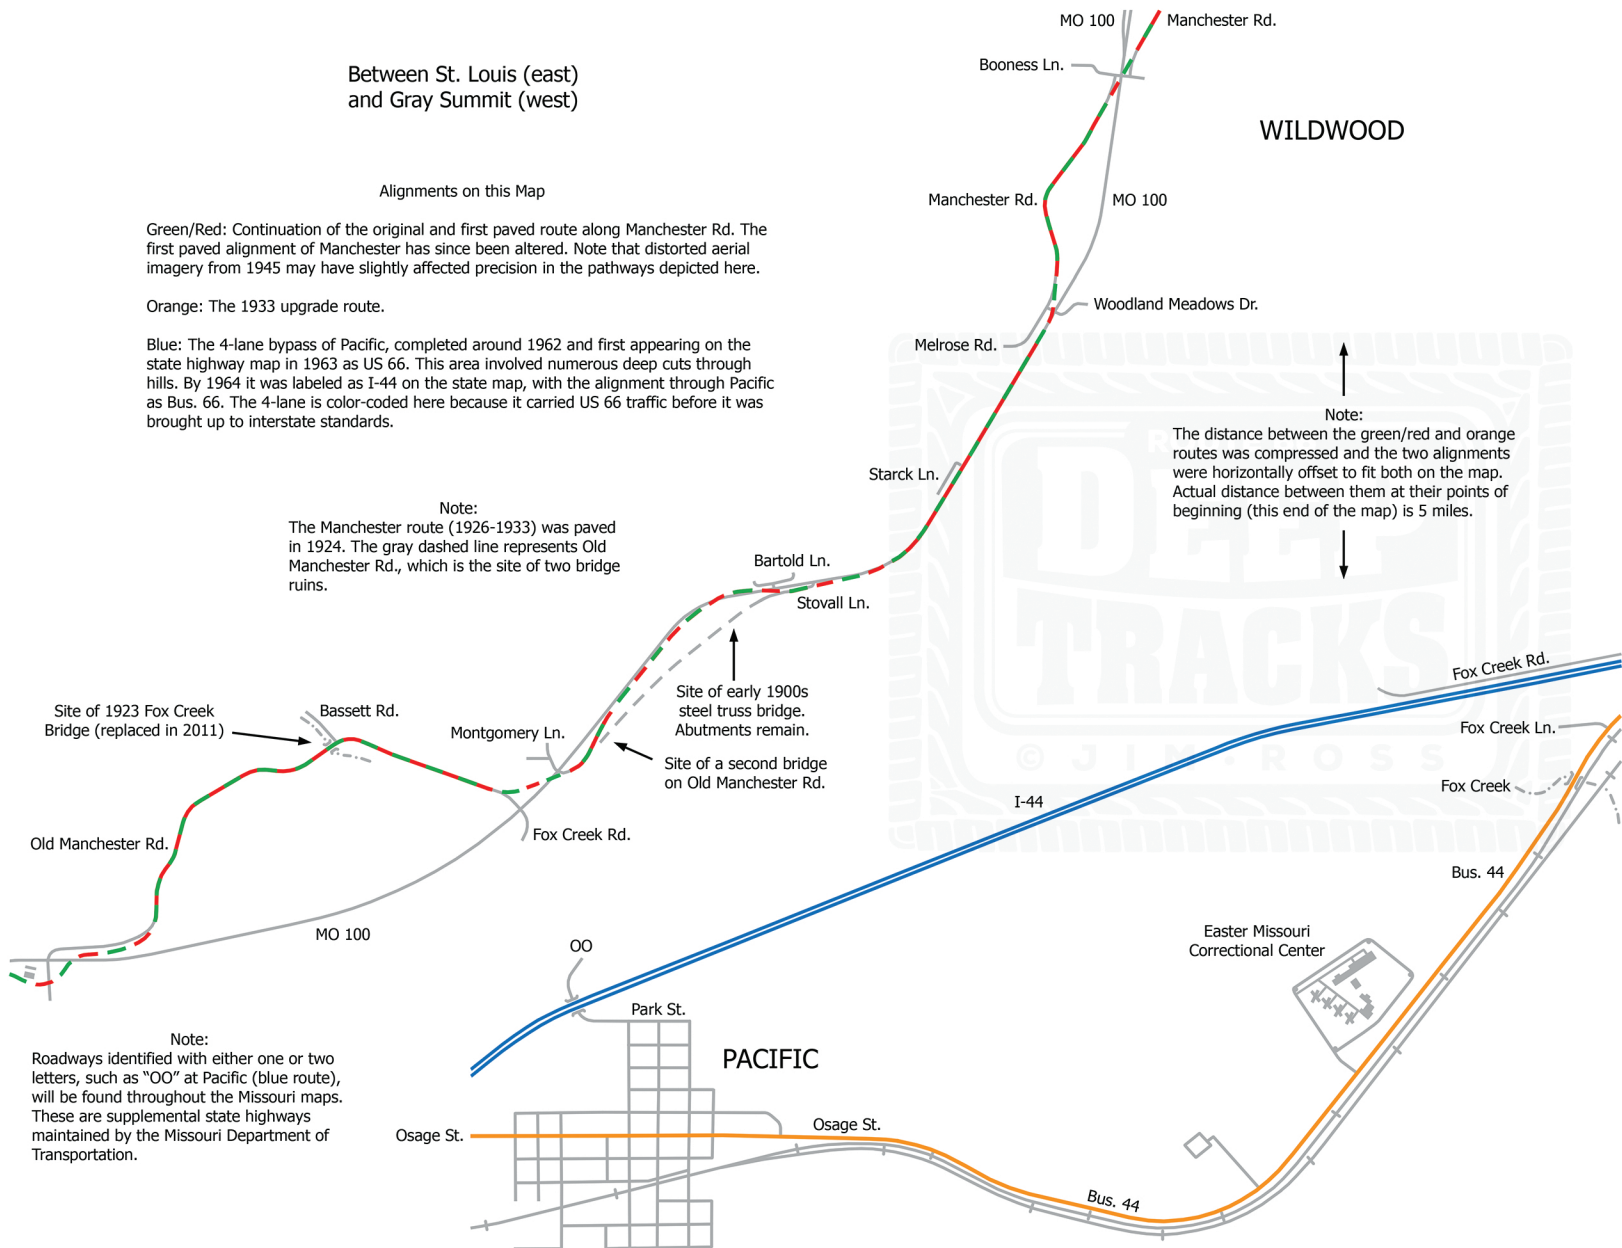 Between St. Louis (east)
and Gray Summit (west)
Alignments on this Map
Green/Red: Continuation of the original and first paved route along Manchester Rd. The
first paved alignment of Manchester has since been altered. Note that distorted aerial
imagery from 1945 may have slightly affected precision in the pathways depicted here.
Orange: The 1933 upgrade route.
Blue: The 4-lane bypass of Pacific, completed around 1962 and first appearing on the
state highway map in 1963 as US 66. This area involved numerous deep cuts through
hills. By 1964 it was labeled as I-44 on the state map, with the alignment through Pacific
as Bus. 66. The 4-lane is color-coded here because it carried US 66 traffic before it was
brought up to interstate standards.
MO 100
Manchester Rd.
Booness Ln.
WILDWOOD
Manchester Rd.
MO 100
Woodland Meadows Dr.
Melrose Rd.
Note:
The distance between the green/red and orange
routes was compressed and the two alignments
were horizontally offset to fit both on the map.
Actual distance between them at their points of
beginning (this end of the map) is 5 miles.
Starck Ln.
Note:
The Manchester route (1926-1933) was paved
in 1924. The gray dashed line represents Old
Manchester Rd., which is the site of two bridge
ruins.
Bartold Ln.
Stovall Ln.
DEEP
TRACKS
© JIM ROSS
Site of early 1900s
steel truss bridge.
Abutments remain.
Site of a second bridge
on Old Manchester Rd.
Site of 1923 Fox Creek
Bridge (replaced in 2011)
Bassett Rd.
Montgomery Ln.
Fox Creek Rd.
Old Manchester Rd.
MO 100
Fox Creek Rd.
Fox Creek Ln.
Fox Creek
I-44
Bus. 44
Easter Missouri
Correctional Center
OO
Park St.
PACIFIC
Note:
Roadways identified with either one or two
letters, such as “OO” at Pacific (blue route),
will be found throughout the Missouri maps.
These are supplemental state highways
maintained by the Missouri Department of
Transportation.
Osage St.
Osage St.
Bus. 44